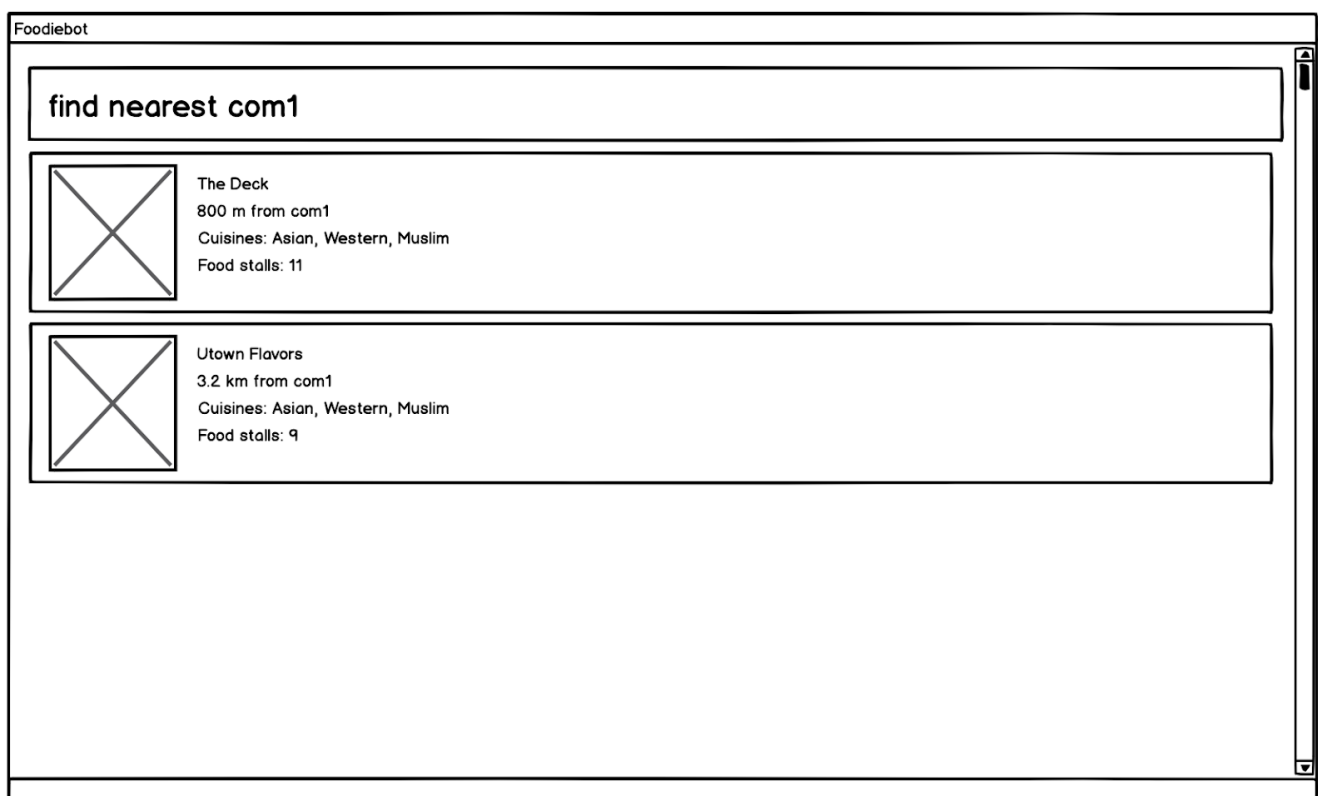 Foodiebot
find nearest com1
The Deck
800 m from com1
Cuisines: Asian, Western, Muslim
Food stalls: 11
Utown Flavors
3.2 km from com1
Cuisines: Asian, Western, Muslim
Food stalls: 9